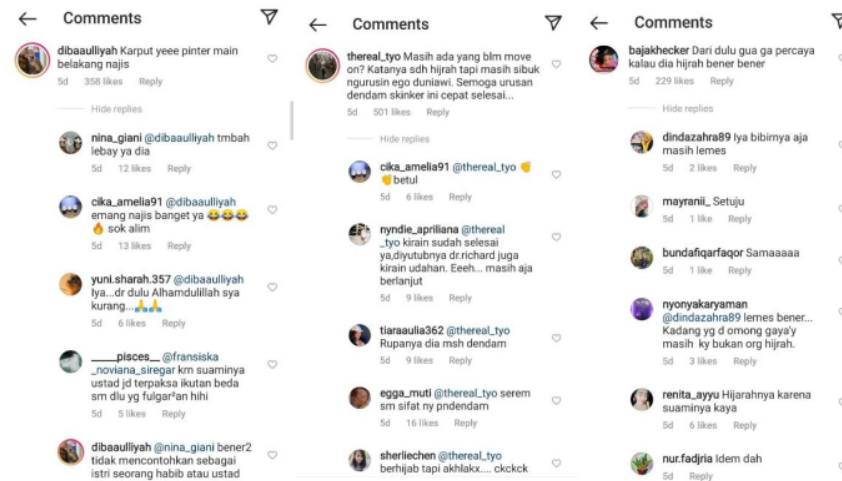 Comments
dibaaulliyah Karput yeee pinter main
belakang najis
5d 358 likes Reply
Hide replies
nina_giani @dibaaulliyah tmbah
lebay ya dia
5d 12 likes Reply
cika_amelia91 @dibaaulliyah
emang najis banget ya 😂😂😂
🔥 sok alim
5d 13 likes Reply
yuni.sharah.357 @dibaaulliyah
Iya...dr dulu Alhamdulillah sya
kurang...🙏🙏
5d 6 likes Reply
_____pisces__ @fransiska
_noviana_siregar krn suaminya
ustad jd terpaksa ikutan beda
sm dlu yg fulgar²an hihi
5d 5 likes Reply
dibaaulliyah @nina_giani bener2
tidak mencontohkan sebagai
istri seorang habib atau ustad
Comments
thereal_tyo Masih ada yang blm move
on? Katanya sdh hijrah tapi masih sibuk
ngurusin ego duniawi. Semoga urusan
dendam skinker ini cepat selesai...
5d 501 likes Reply
Hide replies
cika_amelia91 @thereal_tyo 👏
👏betul
5d 6 likes Reply
nyndie_apriliana @thereal
_tyo kirain sudah selesai
ya,diyutubnya dr.richard juga
kirain udahan. Eeeh... masih aja
berlanjut
5d 9 likes Reply
tiaraaulia362 @thereal_tyo
Rupanya dia msh dendam
5d 9 likes Reply
egga_muti @thereal_tyo serem
sm sifat ny pndendam
5d 16 likes Reply
sherliechen @thereal_tyo
berhijab tapi akhlakx.... ckckck
Comments
bajakhecker Dari dulu gua ga percaya
kalau dia hijrah bener bener
5d 229 likes Reply
Hide replies
dindazahra89 Iya bibirnya aja
masih lemes
5d 2 likes Reply
mayranii_ Setuju
5d 1 like Reply
bundafiqarfaqor Samaaaaa
5d 1 like Reply
nyonyakaryaman
@dindazahra89 lemes bener...
Kadang yg d omong gaya'y
masih ky bukan org hijrah.
5d 3 likes Reply
renita_ayyu Hijarahnya karena
suaminya kaya
5d 6 likes Reply
nur.fadjria Idem dah
5d Reply